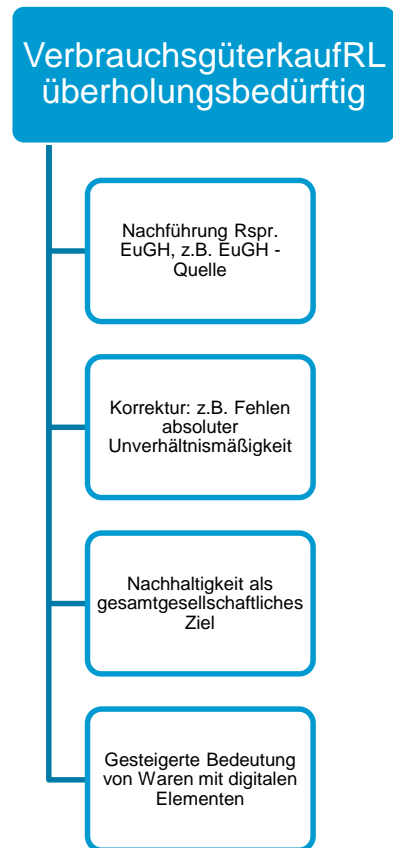 VerbrauchsgüterkaufRL
überholungsbedürftig
Nachführung Rspr.
EuGH, z.B. EuGH -
Quelle
Korrektur: z.B. Fehlen
absoluter
Unverhältnismäßigkeit
Nachhaltigkeit als
gesamtgesellschaftliches
Ziel
Gesteigerte Bedeutung
von Waren mit digitalen
Elementen